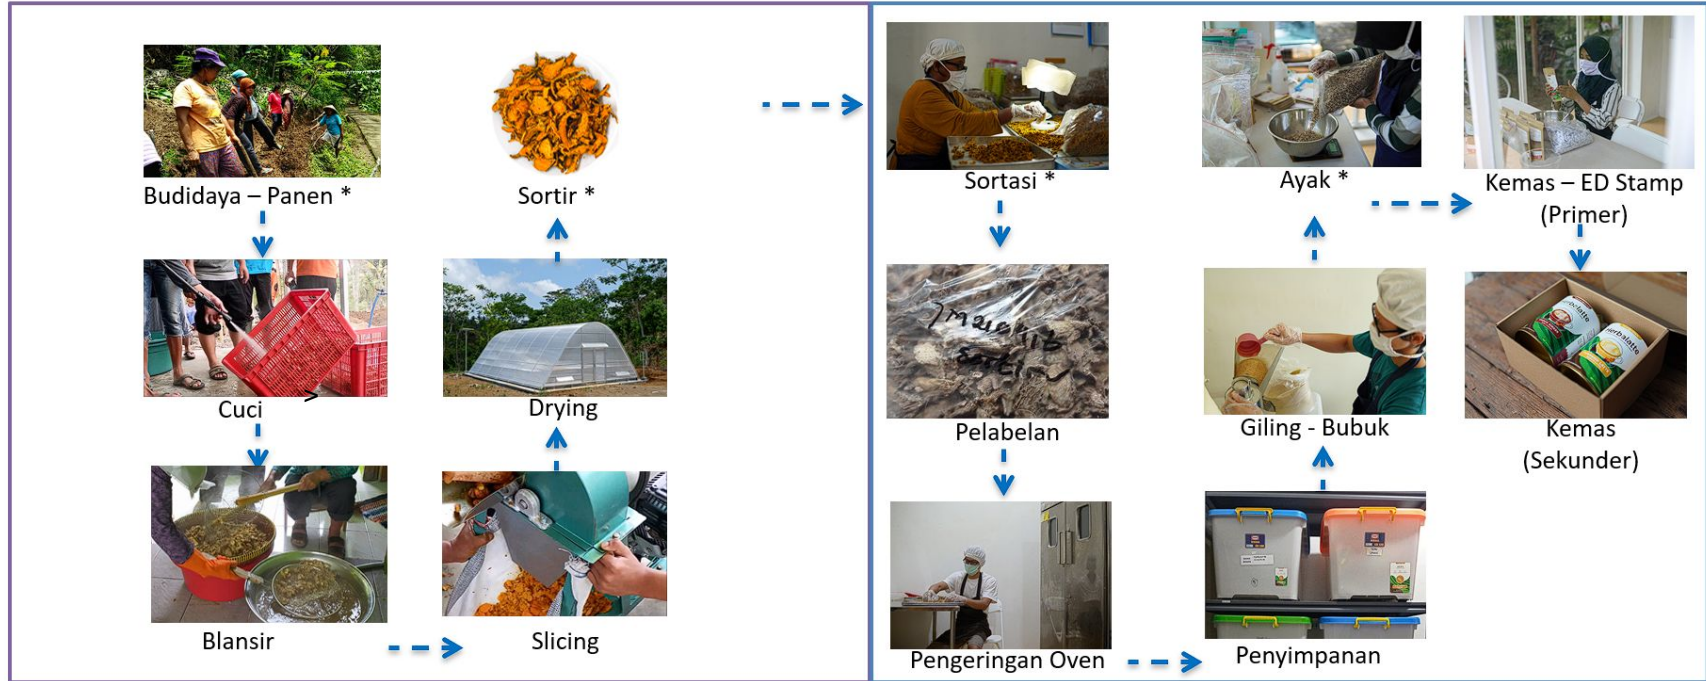 Budidaya – Panen *
Cuci
>
Blansir
Slicing
Drying
Sortir *
Sortasi *
Pelabelan
Pengeringan Oven
Penyimpanan
Giling - Bubuk
Ayak *
Kemas – ED Stamp
(Primer)
Kemas
(Sekunder)
herbalatte